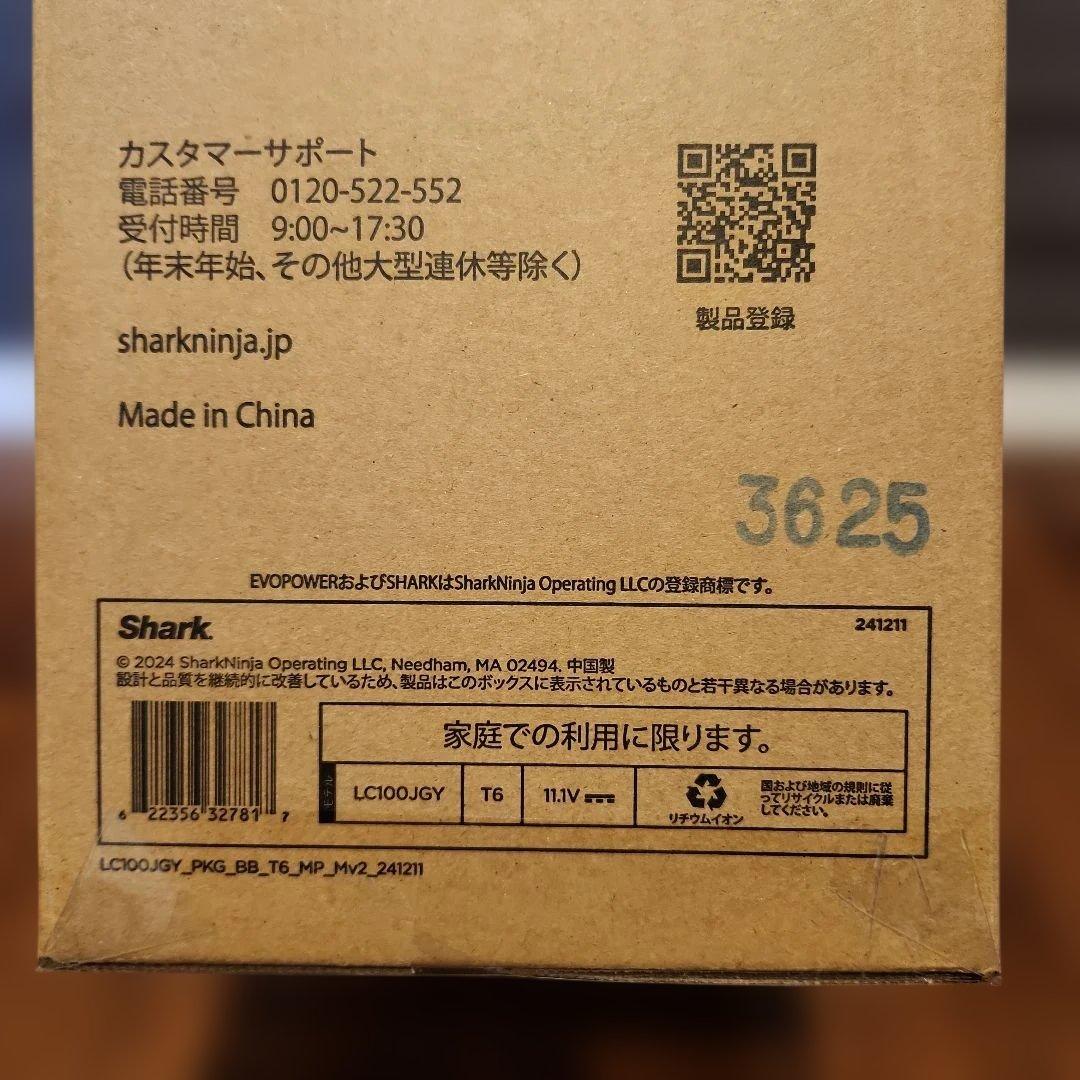 カスタマーサポート
電話番号 0120-522-552
受付時間 9:00~17:30
（年末年始、その他大型連休等除く）
製品登録
sharkninja.jp
Made in China
3625
EVOPOWERおよびSHARKはSharkNinja Operating LLCの登録商標です。
Shark.
241211
© 2024 SharkNinja Operating LLC, Needham, MA 02494. 中国製
設計と品質を継続的に改善しているため、製品はこのボックスに表示されているものと若干異なる場合があります。
家庭での利用に限ります。
モデル
LC100JGY
T6
11.1V
リチウムイオン
国および地域の規則に従
ってリサイクルまたは廃棄
してください。
6 22356 32781 7
LC100JGY_PKG_BB_T6_MP_Mv2_241211